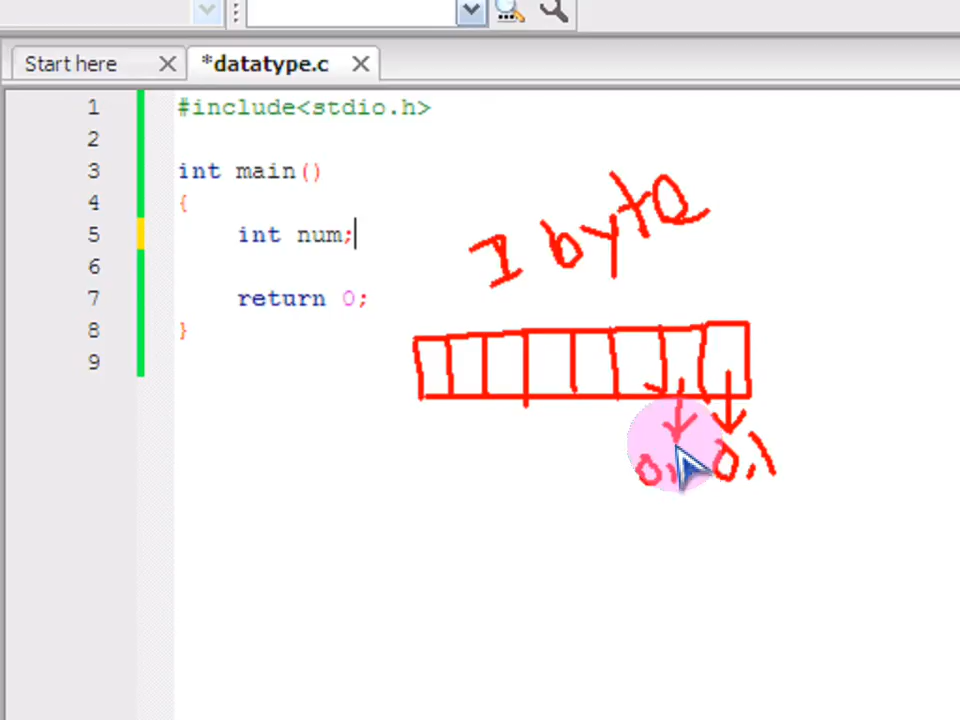 Start here
*datatype.c
1 #include<stdio.h>
2
3 int main()
4 {
5 int num;
6
7 return 0;
8 }
9
1 byte
0, 0,1